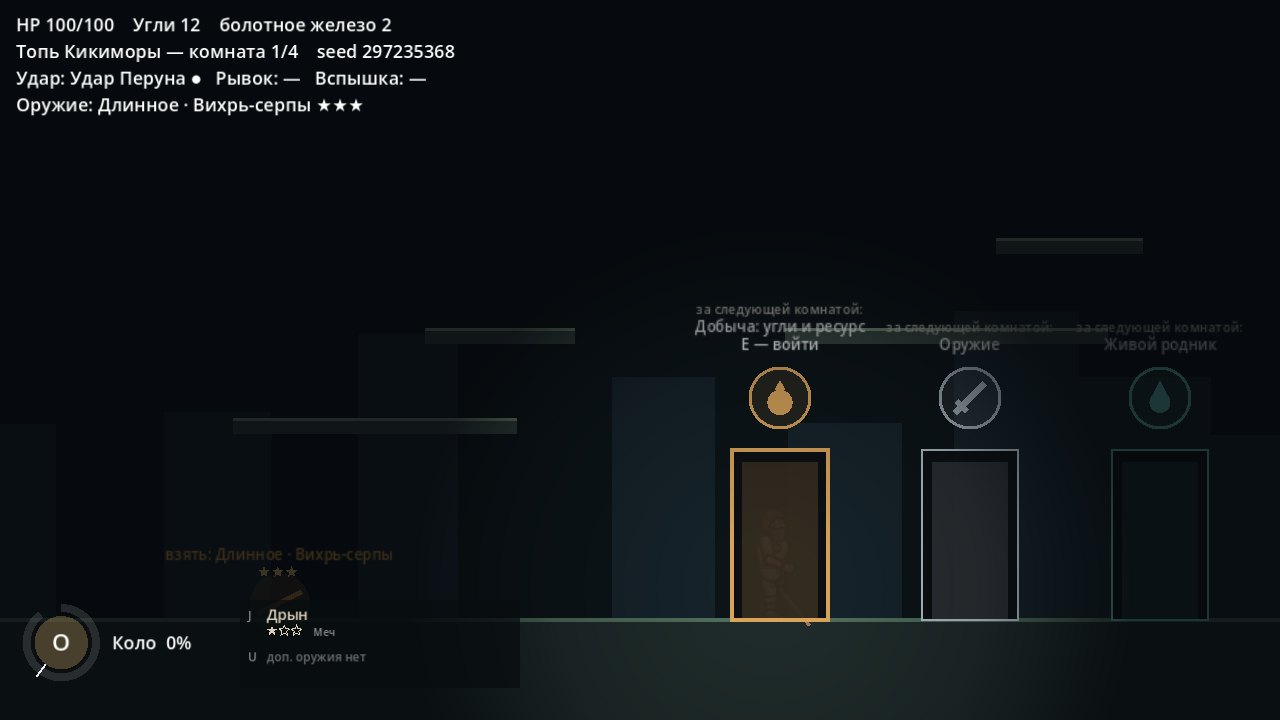 HP 100/100 Угли 12 болотное железо 2
Топь Кикиморы — комната 1/4 seed 297235368
Удар: Удар Перуна ● Рывок: — Вспышка: —
Оружие: Длинное · Вихрь-серпы ★★★
за следующей комнатой:
Добыча: угли и ресурс
E — войти
за следующей комнатой:
Оружие
за следующей комнатой:
Живой родник
взять: Длинное · Вихрь-серпы
★★★
J Дрын
★☆☆ Меч
U доп. оружия нет
О
Коло 0%